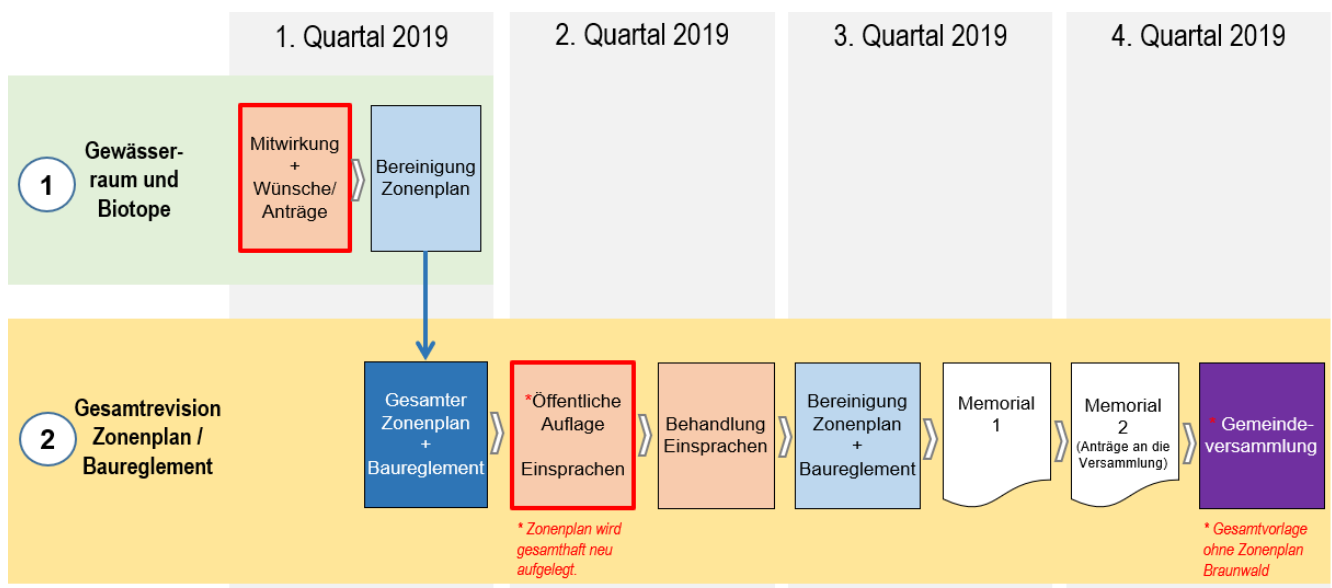 1. Quartal 2019
2. Quartal 2019
3. Quartal 2019
4. Quartal 2019
1
Gewässer-
raum und
Biotope
Mitwirkung
+
Wünsche/
Anträge
Bereinigung
Zonenplan
2
Gesamtrevision
Zonenplan /
Baureglement
Gesamter
Zonenplan
+
Baureglement
*Öffentliche
Auflage
Einsprachen
Behandlung
Einsprachen
Bereinigung
Zonenplan
+
Baureglement
Memorial
1
Memorial
2
(Anträge an die
Versammlung)
* Gemeinde-
versammlung
* Zonenplan wird
gesamthaft neu
aufgelegt.
* Gesamtvorlage
ohne Zonenplan
Braunwald